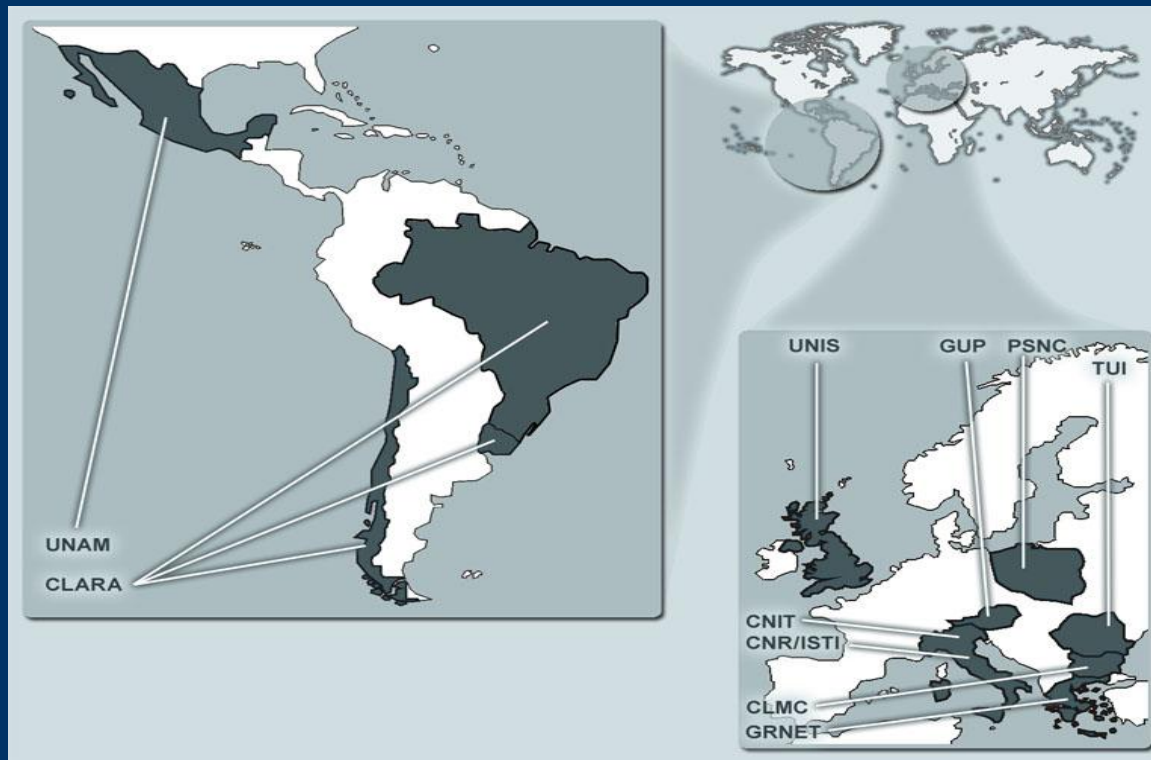 UNAM
CLARA
UNIS
GUP
PSNC
TUI
CNIT
CNR/ISTI
CLMC
GRNET